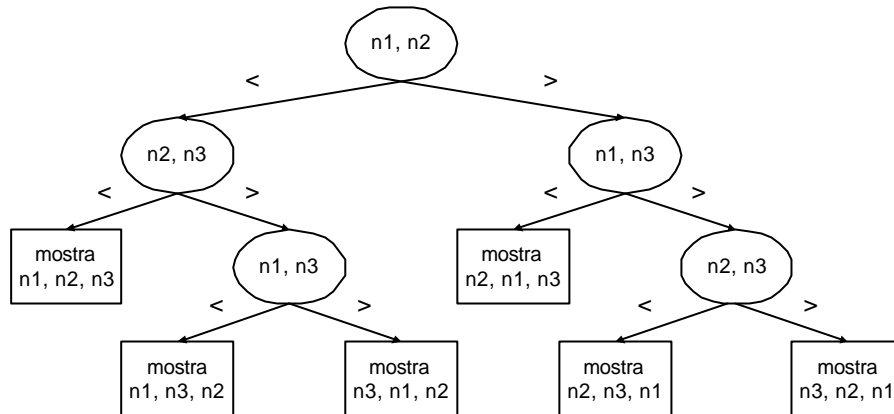 n1, n2
<
>
n2, n3
n1, n3
<
>
<
>
mostra
n1, n2, n3
n1, n3
mostra
n2, n1, n3
n2, n3
<
>
<
>
mostra
n1, n3, n2
mostra
n3, n1, n2
mostra
n2, n3, n1
mostra
n3, n2, n1